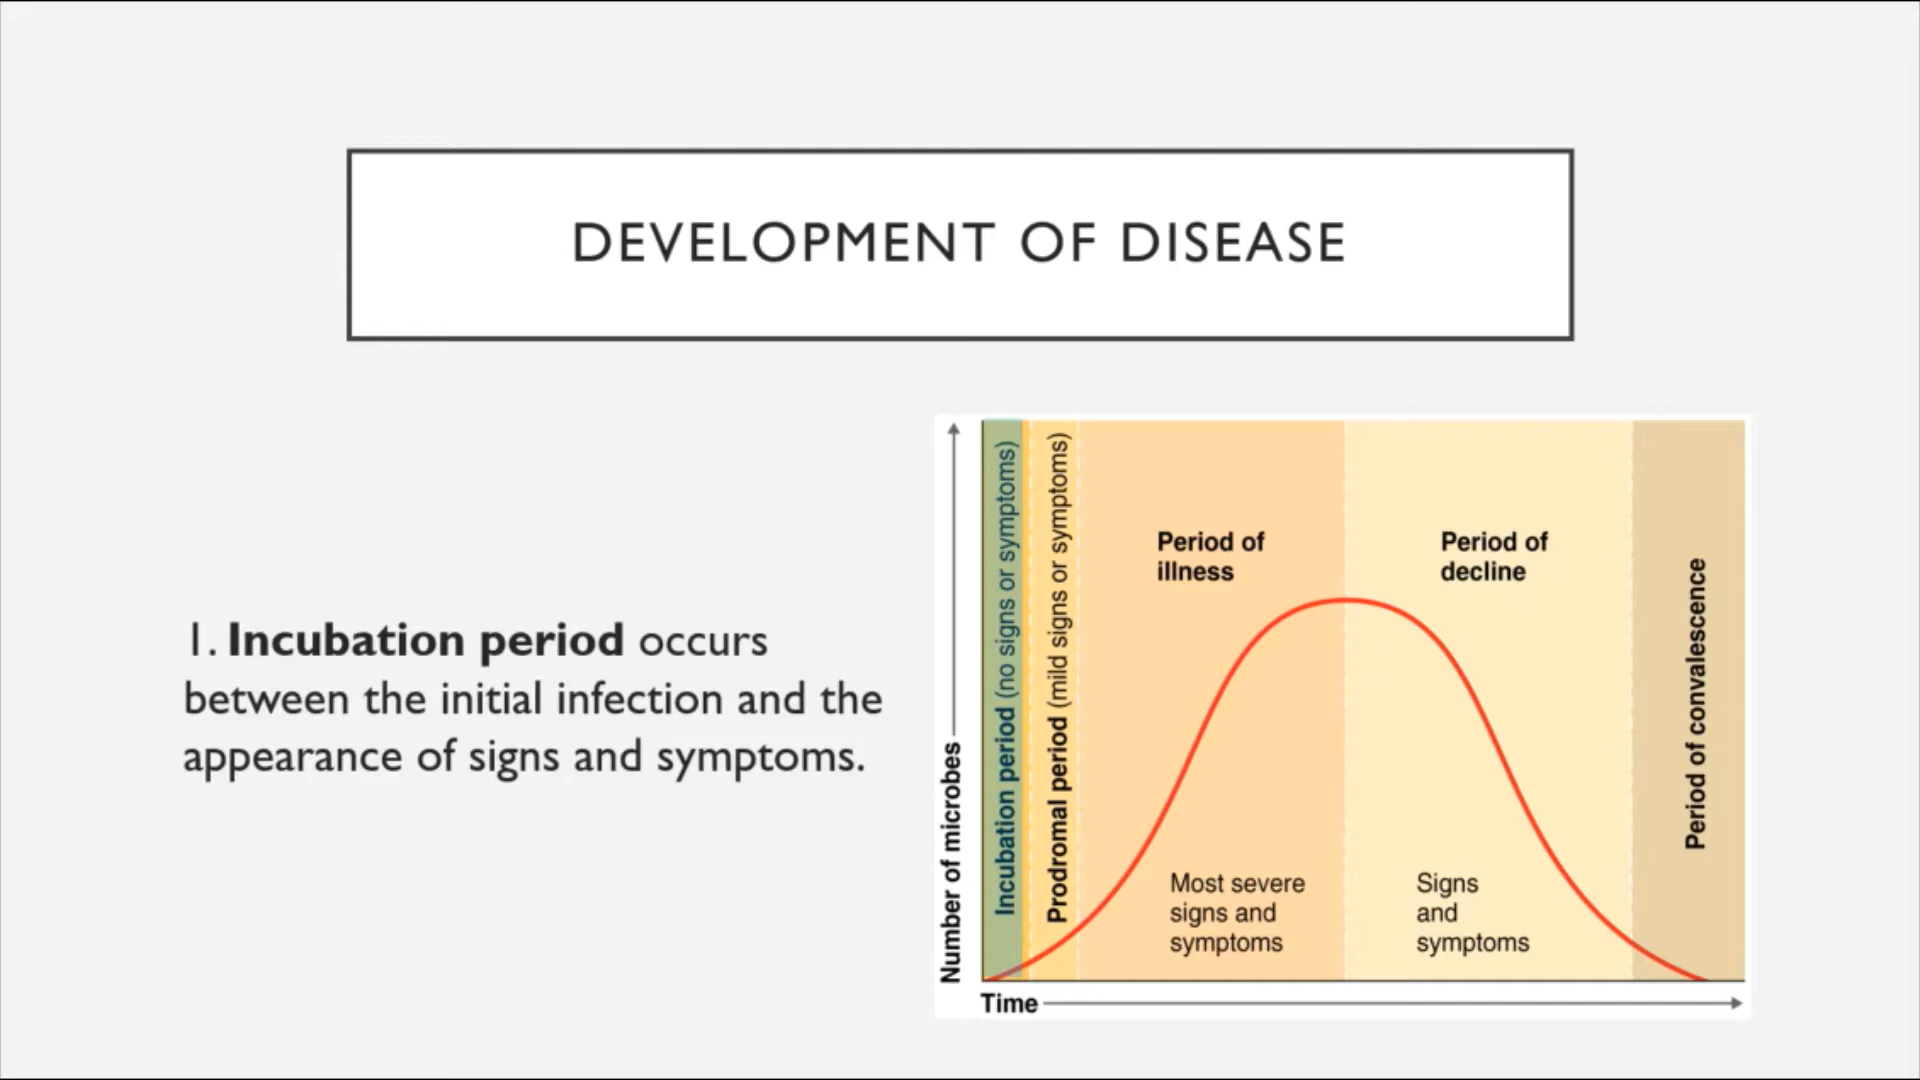 DEVELOPMENT OF DISEASE
1. Incubation period occurs
between the initial infection and the
appearance of signs and symptoms.
Number of microbes
Incubation period (no signs or symptoms)
Prodromal period (mild signs or symptoms)
Period of
illness
Most severe
signs and
symptoms
Period of
decline
Signs
and
symptoms
Period of convalescence
Time